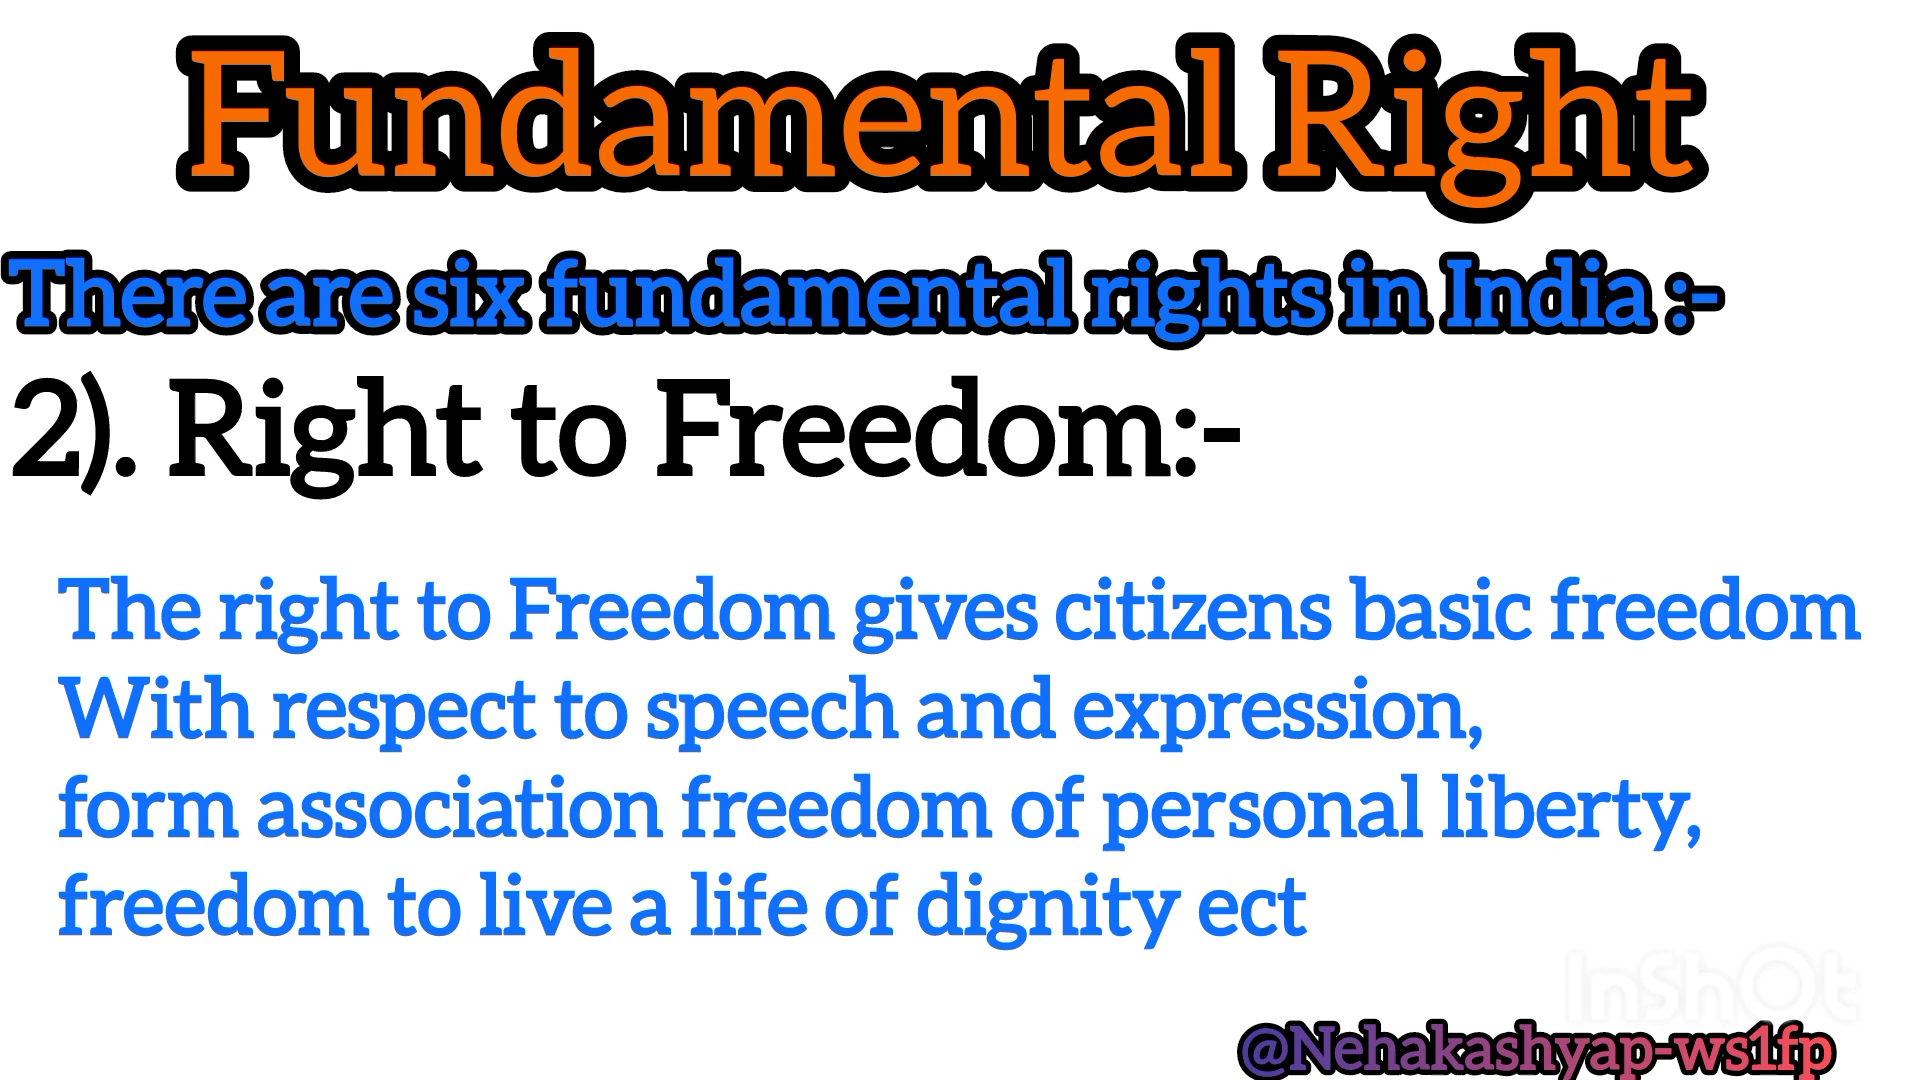 Fundamental Right
There are six fundamental rights in India :-
2). Right to Freedom:-
The right to Freedom gives citizens basic freedom
With respect to speech and expression,
form association freedom of personal liberty,
freedom to live a life of dignity ect
InShOt
@Nehakashyap-ws1fp